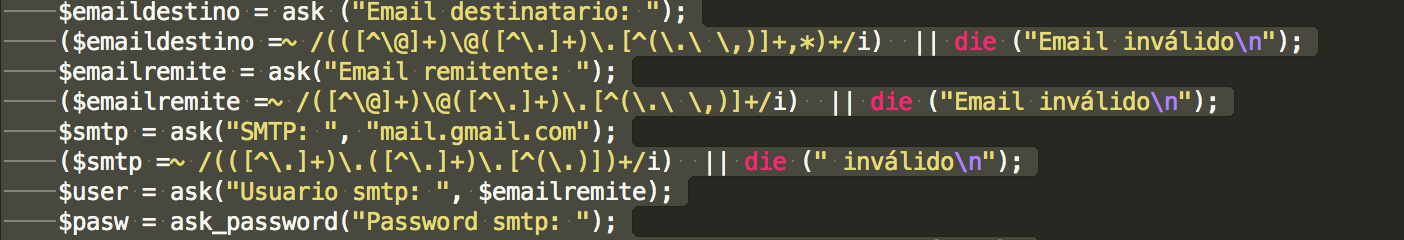 $emaildestino = ask ("Email destinatario: ");
($emaildestino =~ /(([^\@]+)\@([^\.]+)\.[^(\.\ \,)]+,*)+/i)  || die ("Email inválido\n");
$emailremite = ask("Email remitente: ");
($emailremite =~ /([^\@]+)\@([^\.]+)\.[^(\.\ \,)]+/i)  || die ("Email inválido\n");
$smtp = ask("SMTP: ", "mail.gmail.com");
($smtp =~ /(([^\.]+)\.([^\.]+)\.[^(\.)])+/i)  || die (" inválido\n");
$user = ask("Usuario smtp: ", $emailremite);
$pasw = ask_password("Password smtp: ");